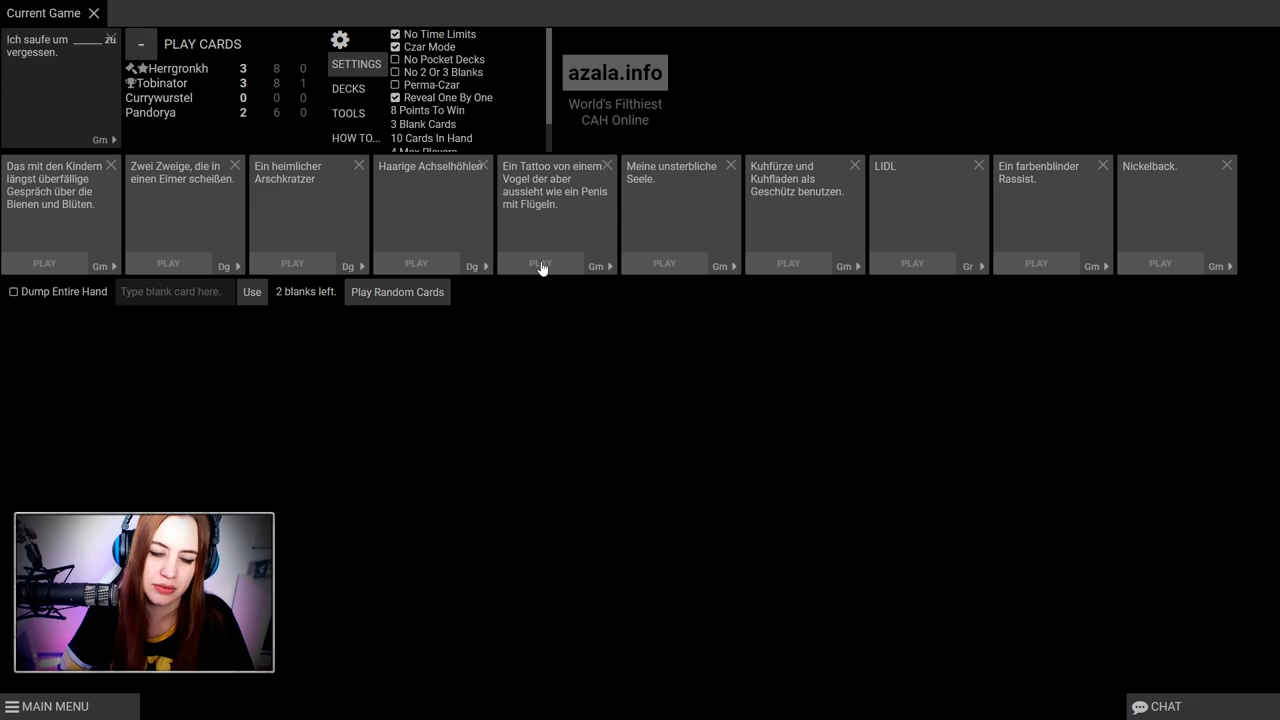 Current Game
Ich saufe um ______ zu
vergessen.
Gm
-
PLAY CARDS
Herrgronkh 3 8 0
Tobinator 3 8 1
Currywurstel 0 0 0
Pandorya 2 6 0
SETTINGS
DECKS
TOOLS
HOW TO...
No Time Limits
Czar Mode
No Pocket Decks
No 2 Or 3 Blanks
Perma-Czar
Reveal One By One
8 Points To Win
3 Blank Cards
10 Cards In Hand
4 Max Players
azala.info
World's Filthiest
CAH Online
Das mit den Kindern
längst überfällige
Gespräch über die
Bienen und Blüten.
PLAY
Gm
Zwei Zweige, die in
einen Eimer scheißen.
PLAY
Dg
Ein heimlicher
Arschkratzer
PLAY
Dg
Haarige Achselhöhlen
PLAY
Dg
Ein Tattoo von einem
Vogel der aber
aussieht wie ein Penis
mit Flügeln.
PLAY
Gm
Meine unsterbliche
Seele.
PLAY
Gm
Kuhfürze und
Kuhfladen als
Geschütz benutzen.
PLAY
Gm
LIDL
PLAY
Gr
Ein farbenblinder
Rassist.
PLAY
Gm
Nickelback.
PLAY
Gm
Dump Entire Hand
Type blank card here.
Use
2 blanks left.
Play Random Cards
MAIN MENU
CHAT